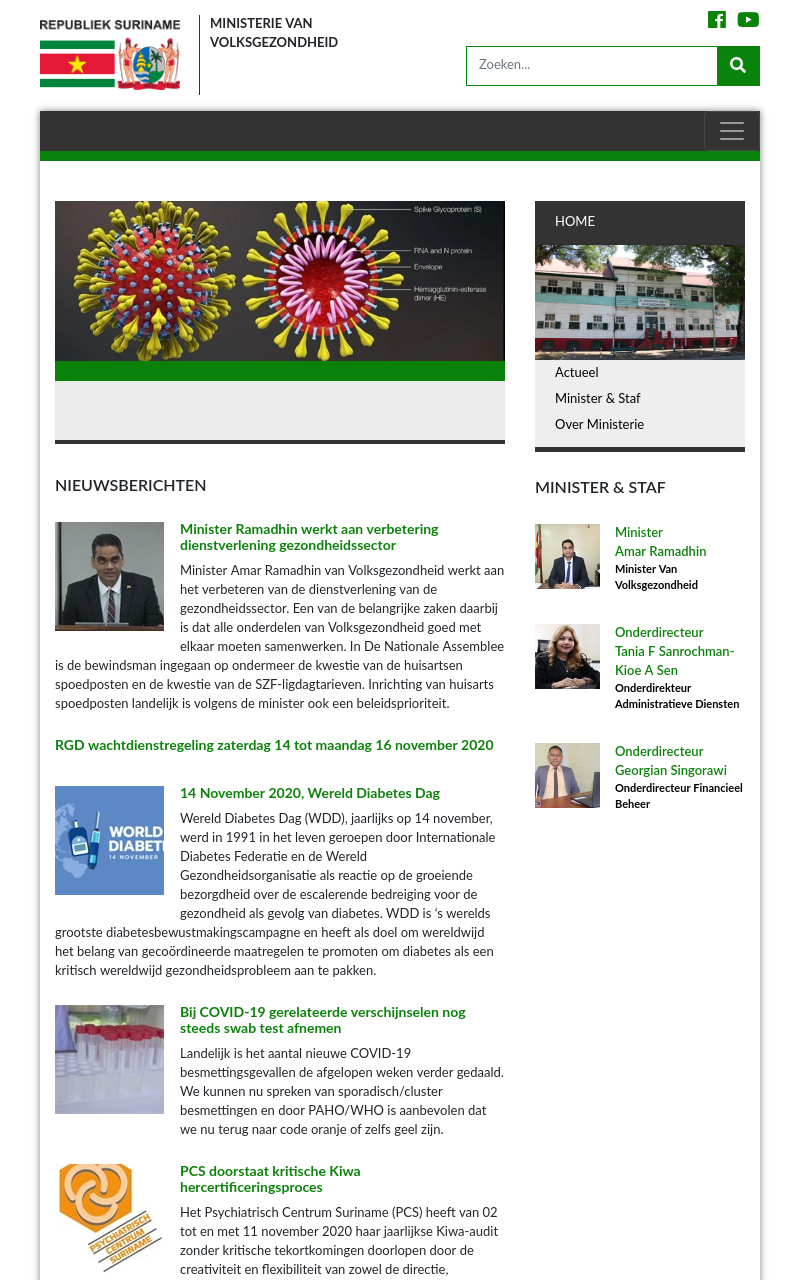 REPUBLIEK SURINAME
MINISTERIE VAN
VOLKSGEZONDHEID
Zoeken...
Spike Glycoprotein (S)
RNA and N protein
Envelope
Hemagglutinin-esterase
dimer (HE)
HOME
Actueel
Minister & Staf
Over Ministerie
NIEUWSBERICHTEN
Minister Ramadhin werkt aan verbetering
dienstverlening gezondheidssector
Minister Amar Ramadhin van Volksgezondheid werkt aan
het verbeteren van de dienstverlening van de
gezondheidssector. Een van de belangrijke zaken daarbij
is dat alle onderdelen van Volksgezondheid goed met
elkaar moeten samenwerken. In De Nationale Assemblee
is de bewindsman ingegaan op ondermeer de kwestie van de huisartsen
spoedposten en de kwestie van de SZF-ligdagtarieven. Inrichting van huisarts
spoedposten landelijk is volgens de minister ook een beleidsprioriteit.
RGD wachtdienstregeling zaterdag 14 tot maandag 16 november 2020
WORLD
DIABETE
14 NOVEMBER
14 November 2020, Wereld Diabetes Dag
Wereld Diabetes Dag (WDD), jaarlijks op 14 november,
werd in 1991 in het leven geroepen door Internationale
Diabetes Federatie en de Wereld
Gezondheidsorganisatie als reactie op de groeiende
bezorgdheid over de escalerende bedreiging voor de
gezondheid als gevolg van diabetes. WDD is ‘s werelds
grootste diabetesbewustmakingscampagne en heeft als doel om wereldwijd
het belang van gecoördineerde maatregelen te promoten om diabetes als een
kritisch wereldwijd gezondheidsprobleem aan te pakken.
Bij COVID-19 gerelateerde verschijnselen nog
steeds swab test afnemen
Landelijk is het aantal nieuwe COVID-19
besmettingsgevallen de afgelopen weken verder gedaald.
We kunnen nu spreken van sporadisch/cluster
besmettingen en door PAHO/WHO is aanbevolen dat
we nu terug naar code oranje of zelfs geel zijn.
PSYCHIATRISCH
CENTRUM
SURINAME
PCS doorstaat kritische Kiwa
hercertificeringsproces
Het Psychiatrisch Centrum Suriname (PCS) heeft van 02
tot en met 11 november 2020 haar jaarlijkse Kiwa-audit
zonder kritische tekortkomingen doorlopen door de
creativiteit en flexibiliteit van zowel de directie,
MINISTER & STAF
Minister
Amar Ramadhin
Minister Van
Volksgezondheid
Onderdirecteur
Tania F Sanrochman-
Kioe A Sen
Onderdirekteur
Administratieve Diensten
Onderdirecteur
Georgian Singorawi
Onderdirecteur Financieel
Beheer